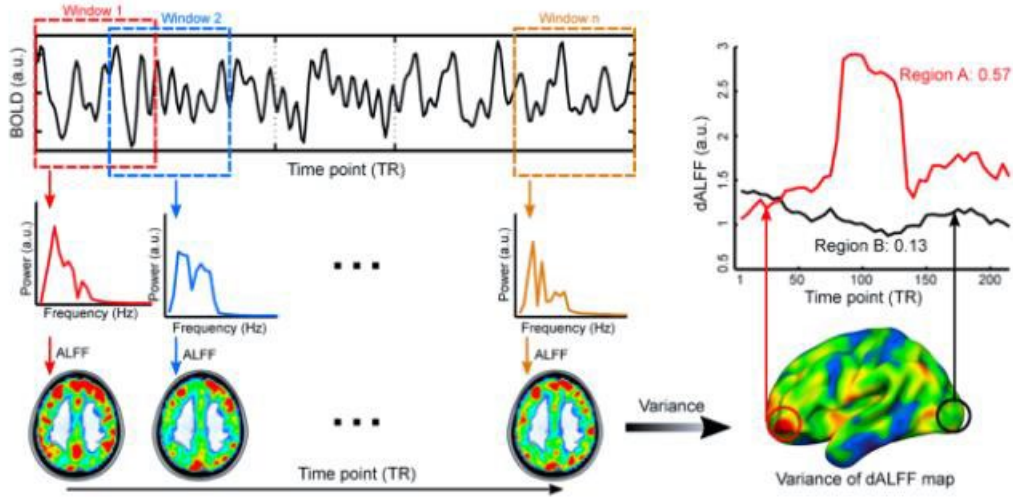 Window 1
Window 2
Window n
BOLD (a.u.)
Time point (TR)
Power (a.u.)
Frequency (Hz)
Power (a.u.)
Frequency (Hz)
Power (a.u.)
Frequency (Hz)
ALFF
ALFF
ALFF
Time point (TR)
Variance
dALFF (a.u.)
3
2.5
2
1.5
1
0.5
Region A: 0.57
Region B: 0.13
1 50 100 150 200
Time point (TR)
Variance of dALFF map